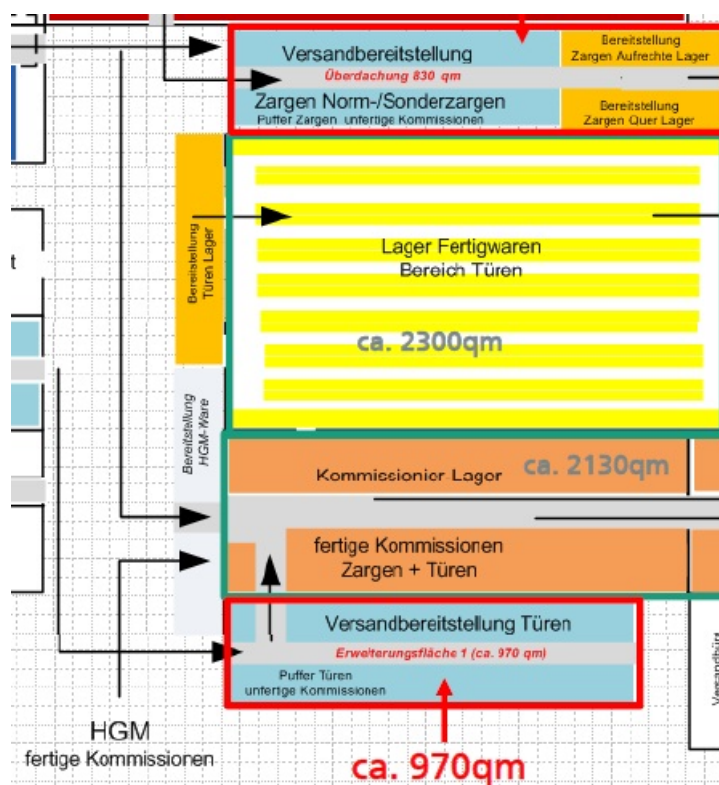 Versandbereitstellung
Überdachung 830 qm
Zargen Norm-/Sonderzargen
Puffer Zargen unfertige Kommissionen
Bereitstellung
Zargen Aufrechte Lager
Bereitstellung
Zargen Quer Lager
Bereitstellung
Türen Lager
Lager Fertigwaren
Bereich Türen
ca. 2300qm
t
Bereitstellung
HGM-Ware
Kommissionier Lager
ca. 2130qm
fertige Kommissionen
Zargen + Türen
Versandbereitstellung Türen
Erweiterungsfläche 1 (ca. 970 qm)
Puffer Türen
unfertige Kommissionen
HGM
fertige Kommissionen
ca. 970qm